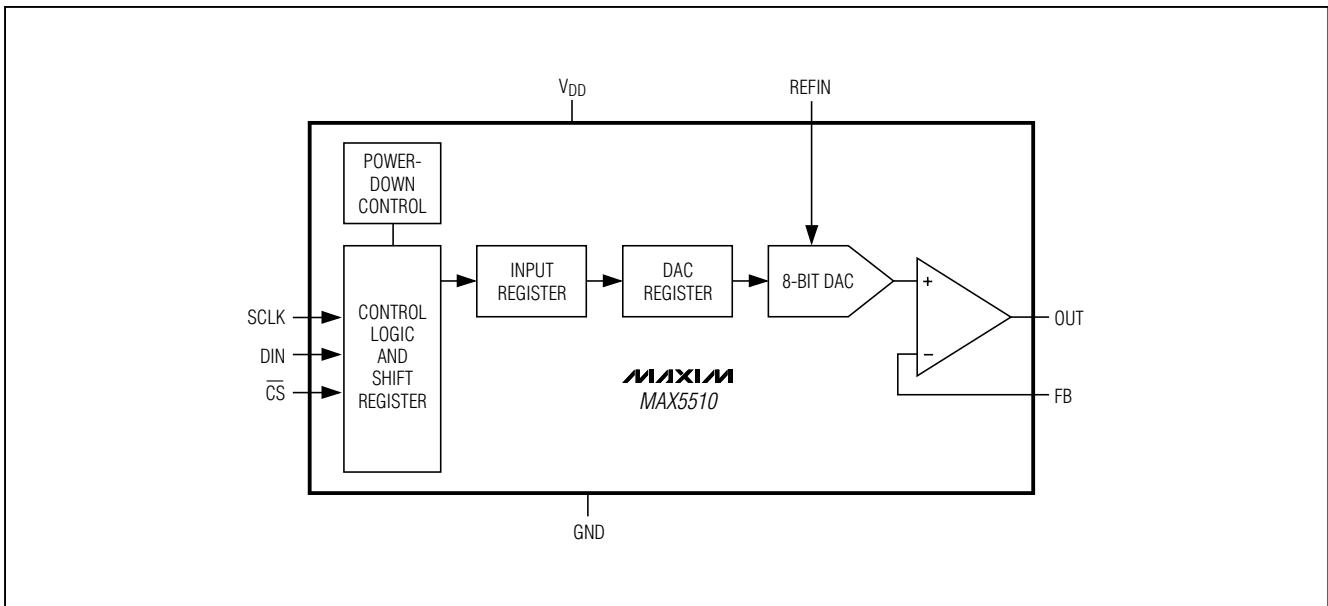 VDD
REFIN
POWER-
DOWN
CONTROL
INPUT
REGISTER
DAC
REGISTER
8-BIT DAC
+
−
OUT
FB
SCLK
DIN
CS
CONTROL
LOGIC
AND
SHIFT
REGISTER
MAXIM
MAX5510
GND